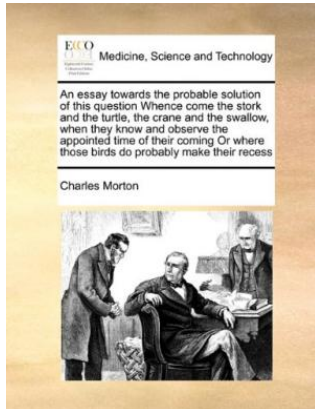 ECCO
Medicine, Science and Technology
An essay towards the probable solution
of this question Whence come the stork
and the turtle, the crane and the swallow,
when they know and observe the
appointed time of their coming Or where
those birds do probably make their recess
Charles Morton